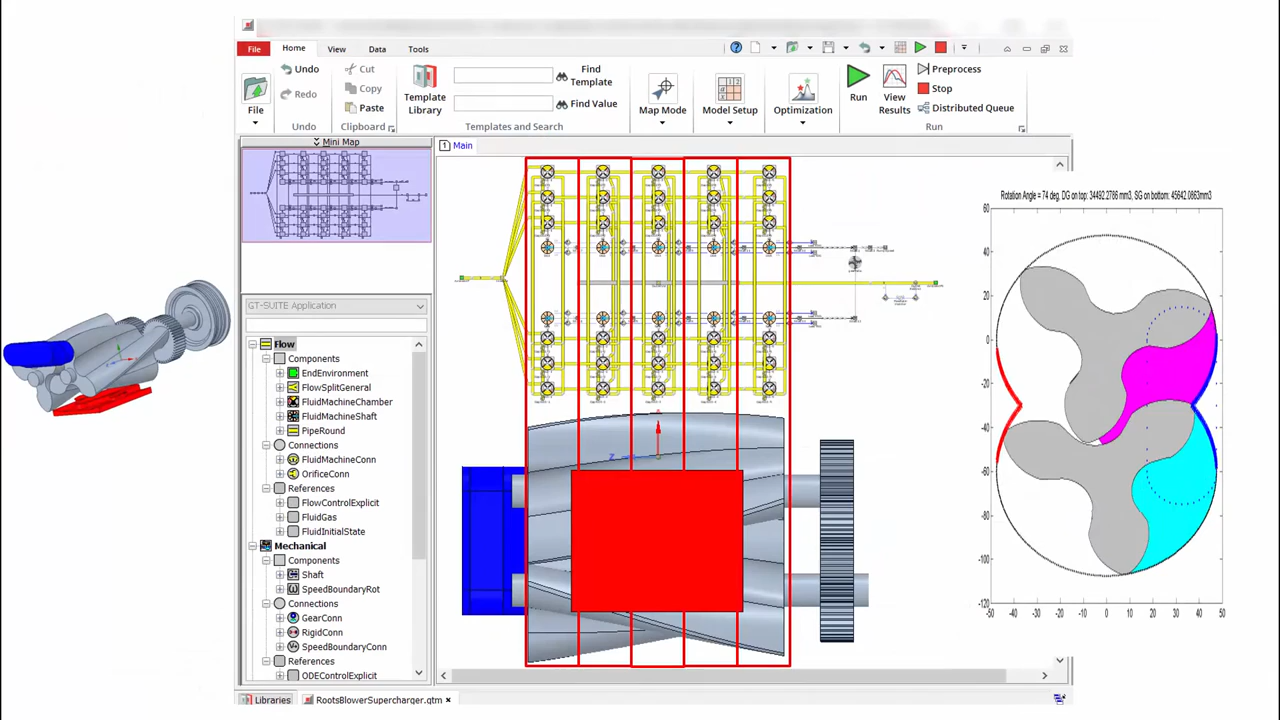 File
Home
View
Data
Tools
Undo
Redo
File
Undo
Cut
Copy
Paste
Clipboard
Template
Library
Find
Template
Find Value
Templates and Search
Map Mode
Model Setup
Optimization
Run
View
Results
Preprocess
Stop
Distributed Queue
Run
Mini Map
1 Main
GT-SUITE Application
Flow
Components
EndEnvironment
FlowSplitGeneral
FluidMachineChamber
FluidMachineShaft
PipeRound
Connections
FluidMachineConn
OrificeConn
References
FlowControlExplicit
FluidGas
FluidInitialState
Mechanical
Components
Shaft
SpeedBoundaryRot
Connections
GearConn
RigidConn
SpeedBoundaryConn
References
ODEControlExplicit
Libraries
RootsBlowerSupercharger.gtm
Z
Rotation Angle = 74 deg, DG on top: 34492.2786 mm3, SG on bottom: 45642.0863mm3
60
40
20
0
-20
-40
-60
-80
-100
-120
-50 -40 -30 -20 -10 0 10 20 30 40 50